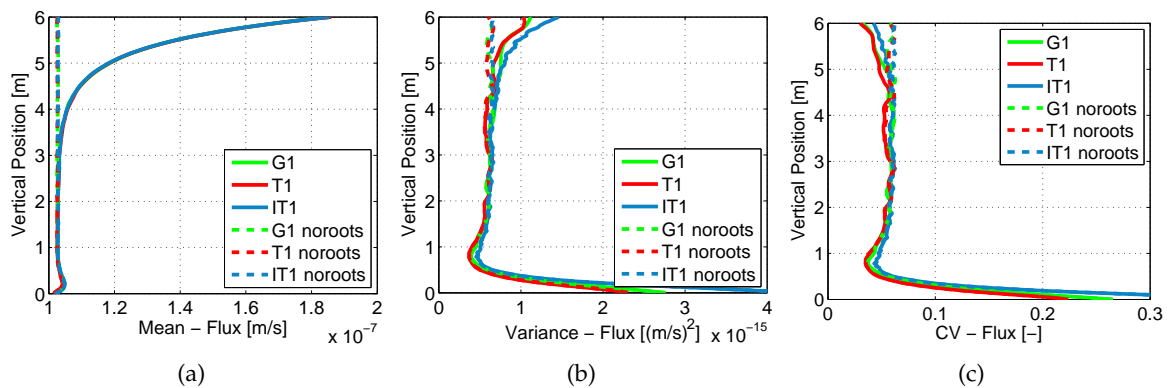 6
5
4
3
2
1
0
Vertical Position [m]
1
1.2
1.4
1.6
1.8
2
Mean − Flux [m/s]
x 10−7
G1
T1
IT1
G1 noroots
T1 noroots
IT1 noroots
(a)
6
5
4
3
2
1
0
Vertical Position [m]
0
1
2
3
4
Variance − Flux [(m/s)2]
x 10−15
G1
T1
IT1
G1 noroots
T1 noroots
IT1 noroots
(b)
6
5
4
3
2
1
0
Vertical Position [m]
0.1
0.2
0.3
CV − Flux [−]
G1
T1
IT1
G1 noroots
T1 noroots
IT1 noroots
(c)